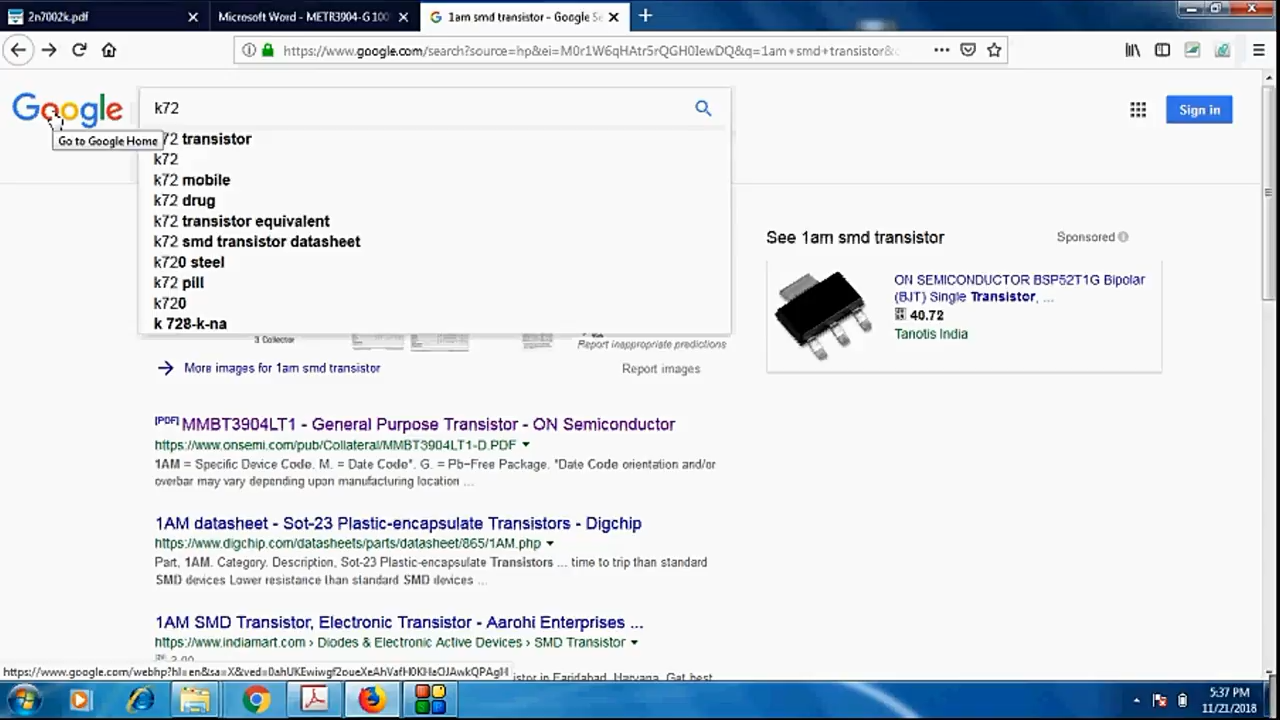 2n7002k.pdf
Microsoft Word - METR3904-G 100
1am smd transistor - Google Se
https://www.google.com/search?source=hp&ei=M0r1W6qHAtr5rQGH0IewDQ&q=1am+smd+transistor&
Google
k72
Sign in
Go to Google Home
72 transistor
k72
k72 mobile
k72 drug
k72 transistor equivalent
k72 smd transistor datasheet
k720 steel
k72 pill
k720
k 728-k-na
See 1am smd transistor
Sponsored
ON SEMICONDUCTOR BSP52T1G Bipolar
(BJT) Single Transistor, ...
40.72
Tanotis India
3 Collector
Report inappropriate predictions
More images for 1am smd transistor
Report images
[PDF] MMBT3904LT1 - General Purpose Transistor - ON Semiconductor
https://www.onsemi.com/pub/Collateral/MMBT3904LT1-D.PDF
1AM = Specific Device Code. M. = Date Code*. G. = Pb−Free Package. *Date Code orientation and/or
overbar may vary depending upon manufacturing location ...
1AM datasheet - Sot-23 Plastic-encapsulate Transistors - Digchip
https://www.digchip.com/datasheets/parts/datasheet/865/1AM.php
Part, 1AM. Category. Description, Sot-23 Plastic-encapsulate Transistors ... time to trip than standard
SMD devices Lower resistance than standard SMD devices ...
1AM SMD Transistor, Electronic Transistor - Aarohi Enterprises ...
https://www.indiamart.com › Diodes & Electronic Active Devices › SMD Transistor
istor in Faridabad, Haryana. Get best
5:37 PM
11/21/2018